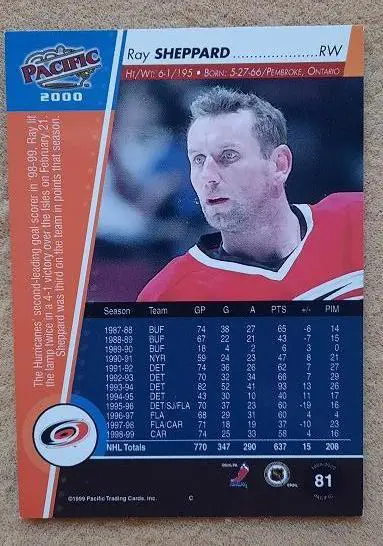 PACIFIC
2000
Ray SHEPPARD....................RW
HT/WT: 6-1/195 • BORN: 5-27-66/PEMBROKE, ONTARIO
The Hurricanes' second-leading goal scorer in '98-99. Ray lit
the lamp twice in a 4-1 victory over the Isles on February 21.
Sheppard was third on the team in points that season.
Season Team GP G A PTS +/- PIM
1987-88 BUF 74 38 27 65 -6 14
1988-89 BUF 67 22 21 43 -7 15
1989-90 BUF 18 4 2 6 3 0
1990-91 NYR 59 24 23 47 8 21
1991-92 DET 74 36 26 62 7 27
1992-93 DET 70 32 34 66 7 29
1993-94 DET 82 52 41 93 13 26
1994-95 DET 43 30 10 40 11 17
1995-96 DET/SJ/FLA 70 37 23 60 -19 16
1996-97 FLA 68 29 31 60 4 4
1997-98 FLA/CAR 71 18 19 37 -10 23
1998-99 CAR 74 25 33 58 4 16
NHL Totals 770 347 290 637 15 208
©1999 Pacific Trading Cards, Inc.
C
©NHLPA
NHLPA
NHL
©NHL
81